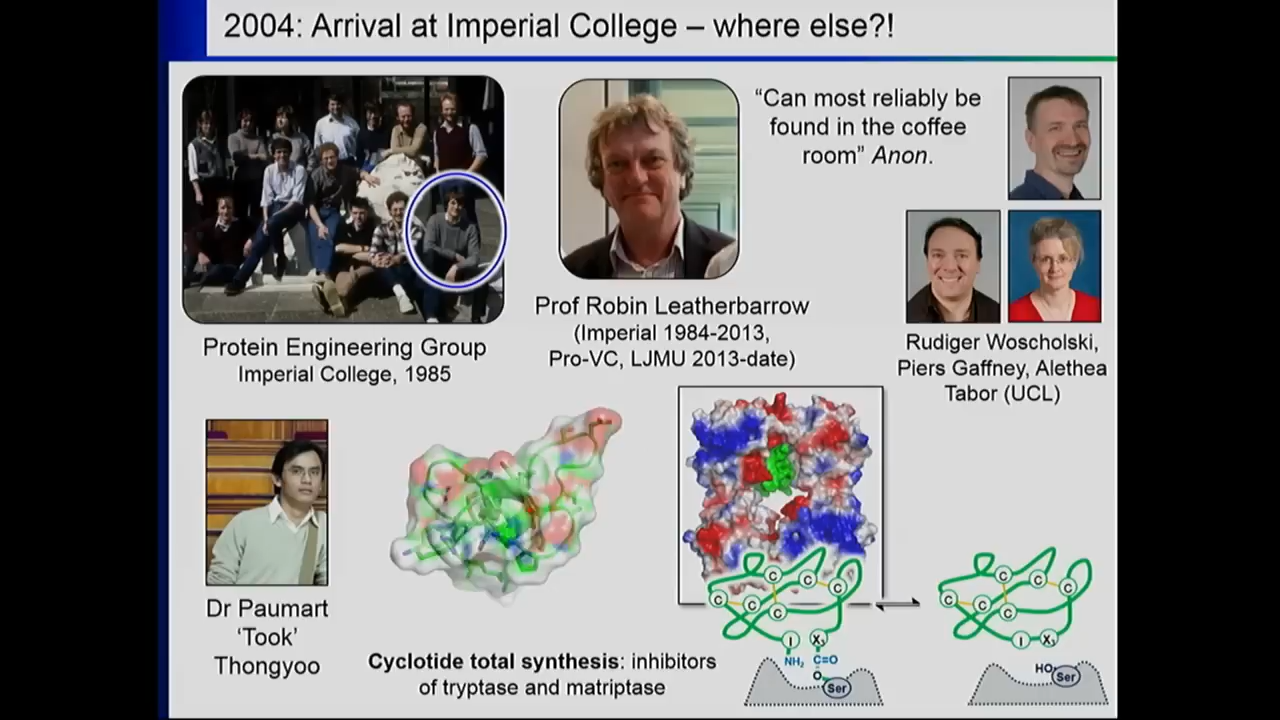 2004: Arrival at Imperial College – where else?!
Protein Engineering Group
Imperial College, 1985
Prof Robin Leatherbarrow
(Imperial 1984-2013,
Pro-VC, LJMU 2013-date)
“Can most reliably be
found in the coffee
room” Anon.
Rudiger Woscholski,
Piers Gaffney, Alethea
Tabor (UCL)
Dr Paumart
‘Took’
Thongyoo
Cyclotide total synthesis: inhibitors
of tryptase and matriptase
C C C
C C C
I X₃
NH₂ C=O
O
Ser
C C C
C C C
I X₃
HO
Ser